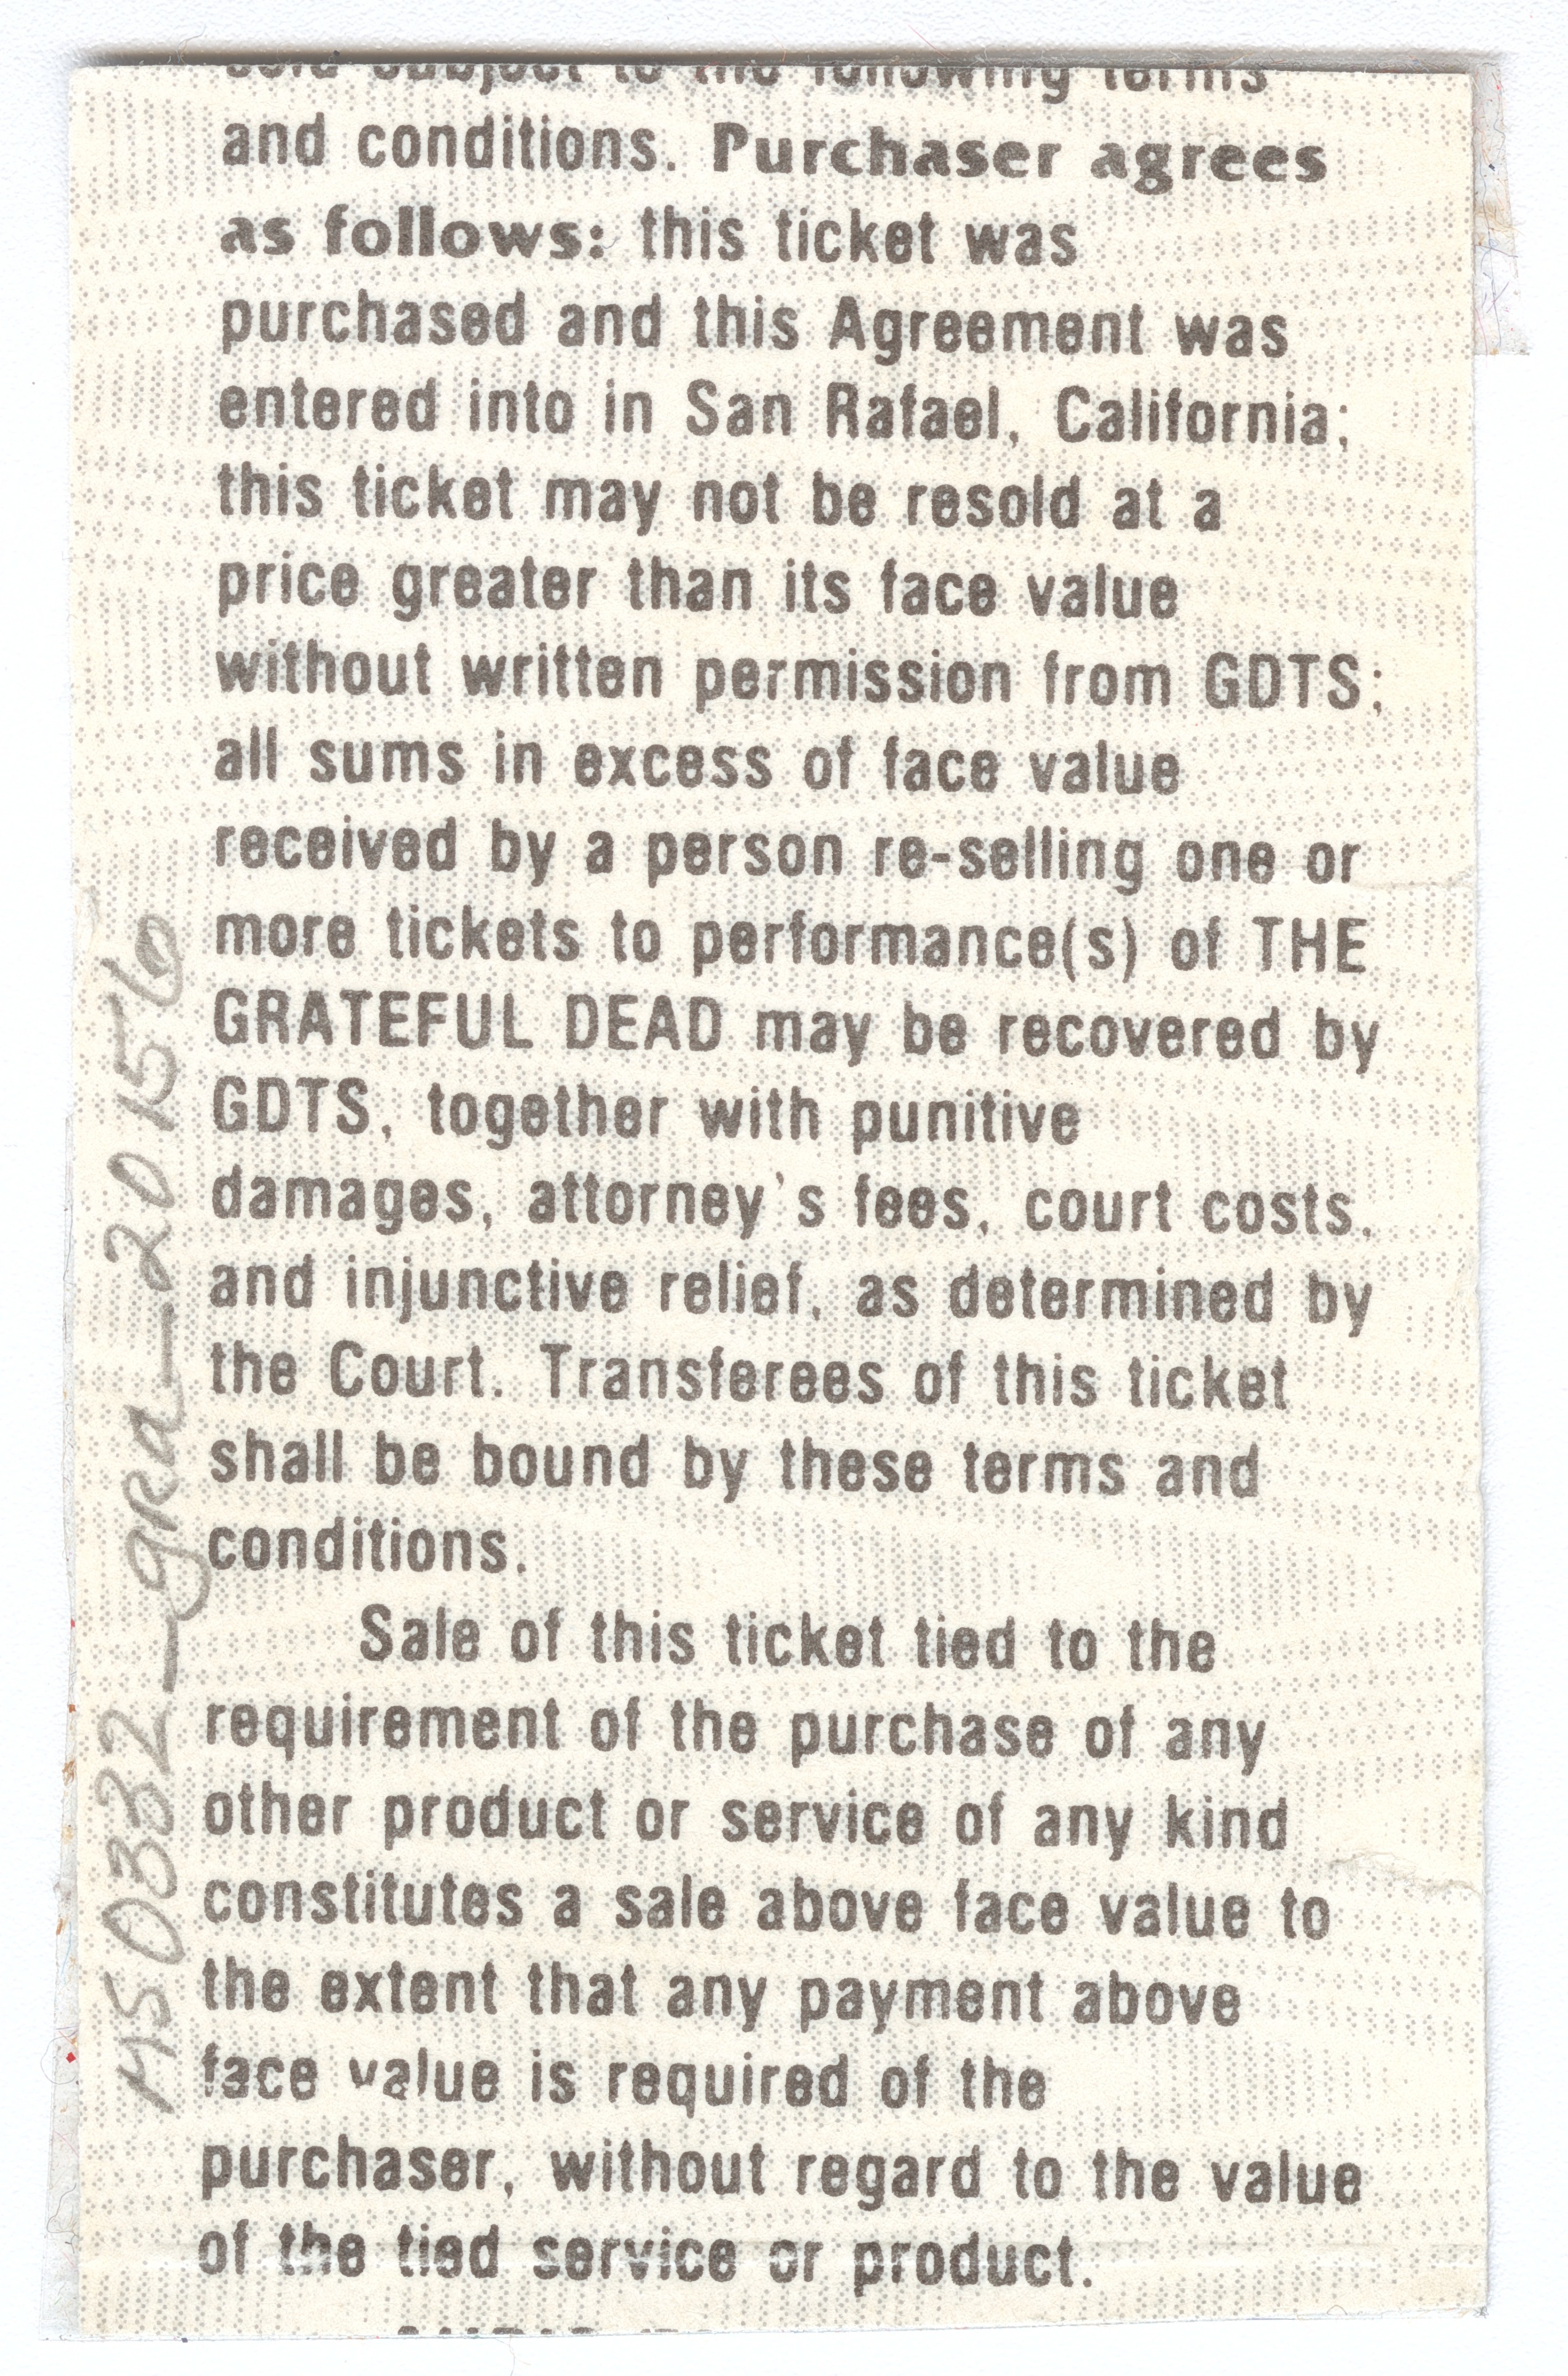 sold subject to the following terms
and conditions. Purchaser agrees
as follows: this ticket was
purchased and this Agreement was
entered into in San Rafael, California;
this ticket may not be resold at a
price greater than its face value
without written permission from GDTS;
all sums in excess of face value
received by a person re-selling one or
more tickets to performance(s) of THE
GRATEFUL DEAD may be recovered by
GDTS, together with punitive
damages, attorney's fees, court costs,
and injunctive relief, as determined by
the Court. Transferees of this ticket
shall be bound by these terms and
conditions.
Sale of this ticket tied to the
requirement of the purchase of any
other product or service of any kind
constitutes a sale above face value to
the extent that any payment above
face value is required of the
purchaser, without regard to the value
of the tied service or product.
MS0332_gra_20156